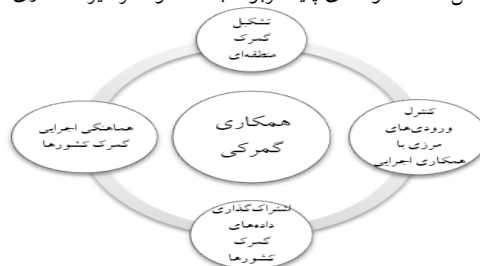 تشکیل
گمرک
منطقه‌ای
کنترل
ورودی‌های
مرزی با
همکاری اجرایی
همکاری
گمرکی
هماهنگی اجرایی
گمرک کشورها
اشتراک‌گذاری
داده‌های
گمرک
کشورها